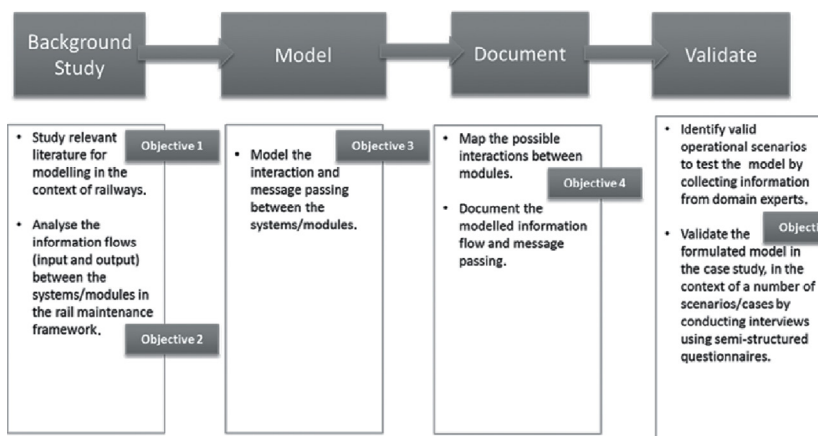 Background
Study
Model
Document
Validate
• Study relevant
literature for
modelling in the
context of railways.
Objective 1
• Analyse the
information flows
(input and output)
between the
systems/modules in
the rail maintenance
framework.
Objective 2
Objective 3
• Model the
interaction and
message passing
between the
systems/modules.
• Map the possible
interactions between
modules.
Objective 4
• Document the
modelled information
flow and message
passing.
• Identify valid
operational scenarios
to test the model by
collecting information
from domain experts.
• Validate the
formulated model in
the case study, in the
context of a number of
scenarios/cases by
conducting interviews
using semi-structured
questionnaires.